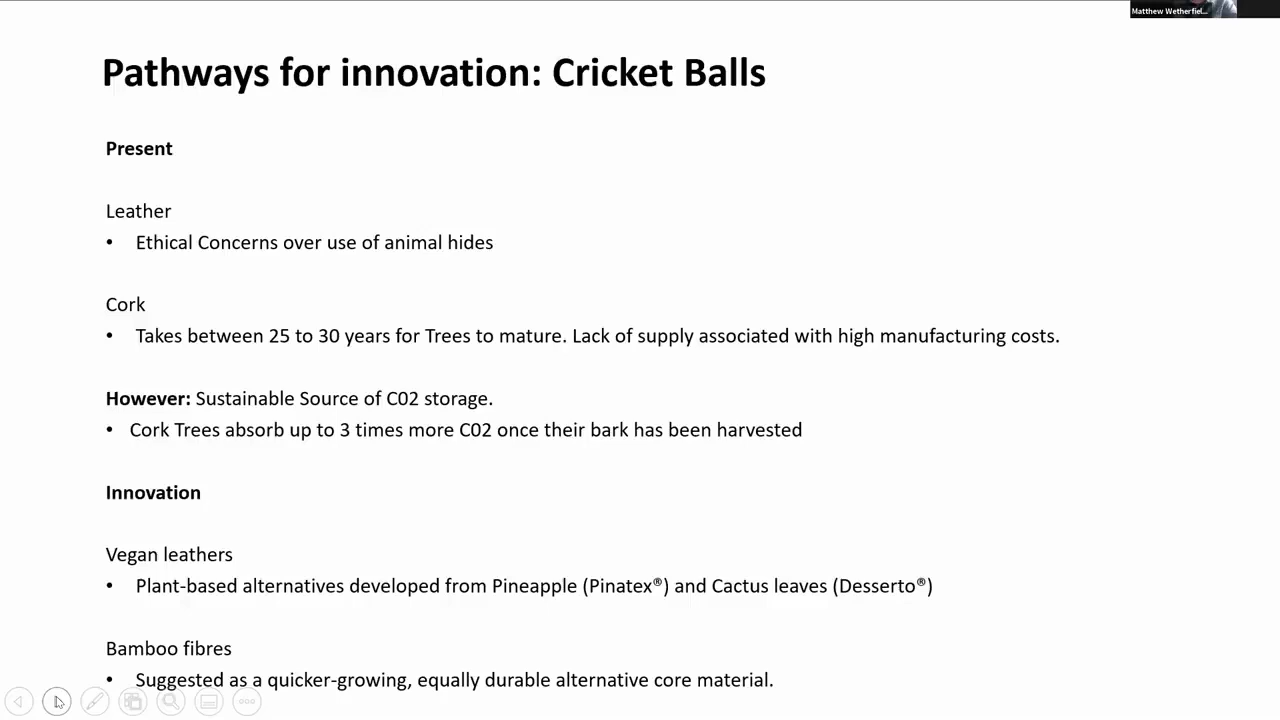 Matthew Wetherfiel...
Pathways for innovation: Cricket Balls
Present
Leather
• Ethical Concerns over use of animal hides
Cork
• Takes between 25 to 30 years for Trees to mature. Lack of supply associated with high manufacturing costs.
However: Sustainable Source of C02 storage.
• Cork Trees absorb up to 3 times more C02 once their bark has been harvested
Innovation
Vegan leathers
• Plant-based alternatives developed from Pineapple (Pinatex®) and Cactus leaves (Desserto®)
Bamboo fibres
• Suggested as a quicker-growing, equally durable alternative core material.